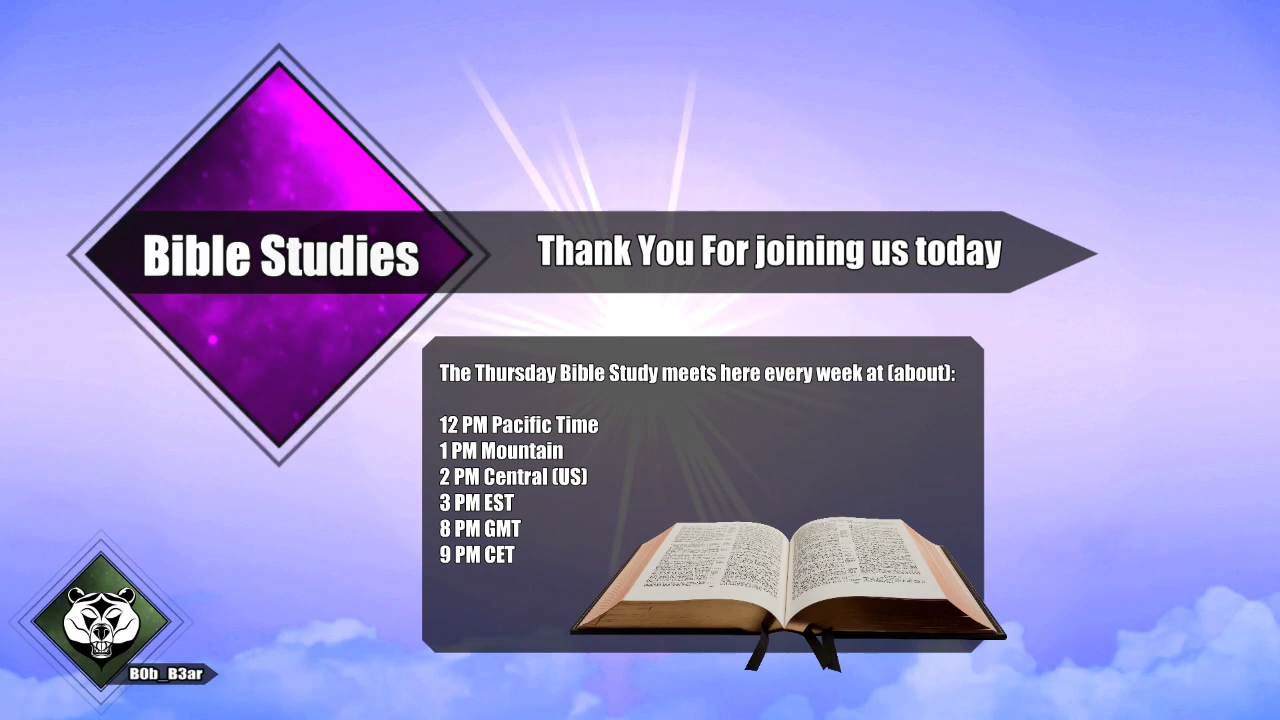 Bible Studies
Thank You For joining us today
The Thursday Bible Study meets here every week at (about):
12 PM Pacific Time
1 PM Mountain
2 PM Central (US)
3 PM EST
8 PM GMT
9 PM CET
B0b_B3ar